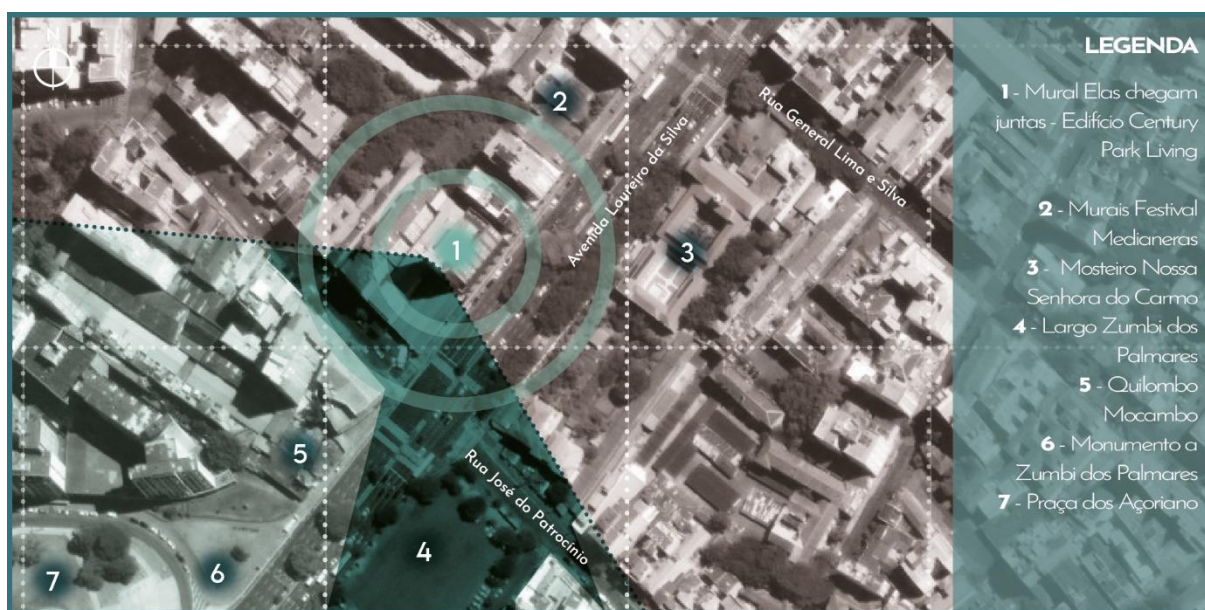 N
1
2
3
4
5
6
7
Avenida Loureiro da Silva
Rua General Lima e Silva
Rua José do Patrocínio
LEGENDA
1 - Mural Elas chegam
juntas - Edifício Century
Park Living
2 - Murais Festival
Medianeras
3 - Mosteiro Nossa
Senhora do Carmo
4 - Largo Zumbi dos
Palmares
5 - Quilombo
Mocambo
6 - Monumento a
Zumbi dos Palmares
7 - Praça dos Açoriano